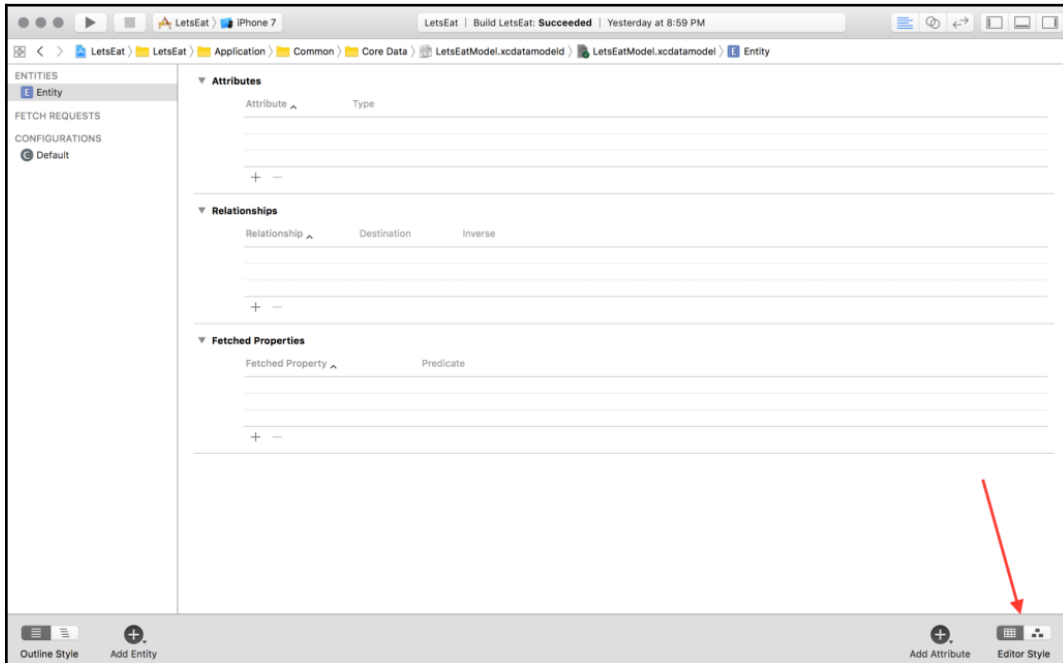 LetsEat iPhone 7 LetsEat | Build LetsEat: Succeeded | Yesterday at 8:59 PM
LetsEat LetsEat Application Common Core Data LetsEatModel.xcdatamodeld LetsEatModel.xcdatamodel E Entity
ENTITIES
E Entity
FETCH REQUESTS
CONFIGURATIONS
C Default
Attributes
Attribute Type
Relationships
Relationship Destination Inverse
Fetched Properties
Fetched Property Predicate
Outline Style Add Entity Add Attribute Editor Style